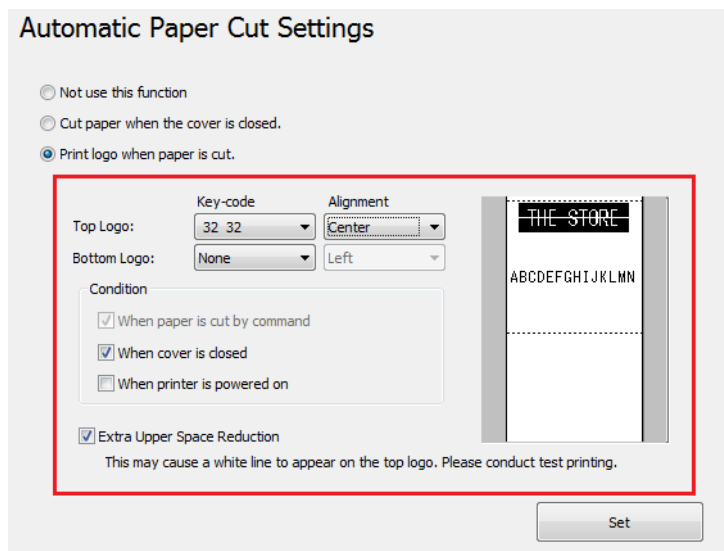 Automatic Paper Cut Settings
Not use this function
Cut paper when the cover is closed.
Print logo when paper is cut.
Key-code Alignment
Top Logo: 32 32 Center
Bottom Logo: None Left
THE STORE
ABCDEFGHIJKLMN
Condition
When paper is cut by command
When cover is closed
When printer is powered on
Extra Upper Space Reduction
This may cause a white line to appear on the top logo. Please conduct test printing.
Set